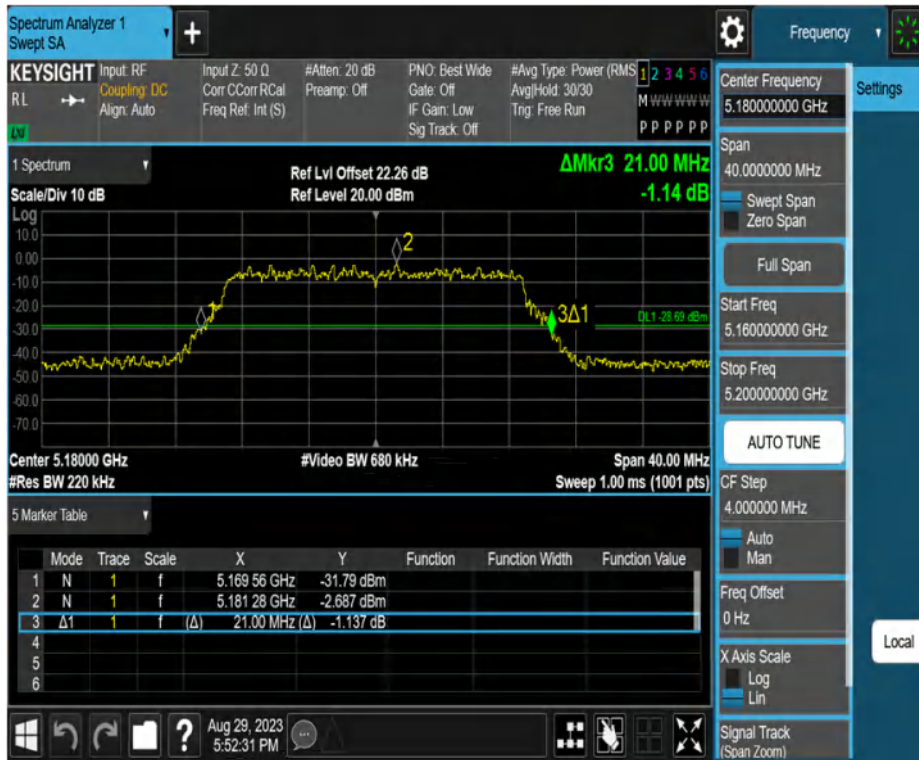 Spectrum Analyzer 1
Swept SA
Frequency
KEYSIGHT
RL
LXI
Input: RF
Coupling: DC
Align: Auto
Input Z: 50 Ω
Corr CCorr RCal
Freq Ref: Int (S)
#Atten: 20 dB
Preamp: Off
PNO: Best Wide
Gate: Off
IF Gain: Low
Sig Track: Off
#Avg Type: Power (RMS
Avg|Hold: 30/30
Trig: Free Run
1 2 3 4 5 6
M W W W W W
P P P P P P
1 Spectrum
Scale/Div 10 dB
Ref Lvl Offset 22.26 dB
Ref Level 20.00 dBm
ΔMkr3 21.00 MHz
-1.14 dB
Log
10.0
0.00
-10.0
-20.0
-30.0
-40.0
-50.0
-60.0
-70.0
2
3Δ1
DL1 -28.69 dBm
Center 5.18000 GHz
#Res BW 220 kHz
#Video BW 680 kHz
Span 40.00 MHz
Sweep 1.00 ms (1001 pts)
5 Marker Table
Mode Trace Scale X Y Function Function Width Function Value
1 N 1 f 5.169 56 GHz -31.79 dBm
2 N 1 f 5.181 28 GHz -2.687 dBm
3 Δ1 1 f (Δ) 21.00 MHz (Δ) -1.137 dB
4
5
6
Aug 29, 2023
5:52:31 PM
Center Frequency
5.180000000 GHz
Span
40.0000000 MHz
Swept Span
Zero Span
Full Span
Start Freq
5.160000000 GHz
Stop Freq
5.200000000 GHz
AUTO TUNE
CF Step
4.000000 MHz
Auto
Man
Freq Offset
0 Hz
X Axis Scale
Log
Lin
Signal Track
(Span Zoom)
Settings
Local